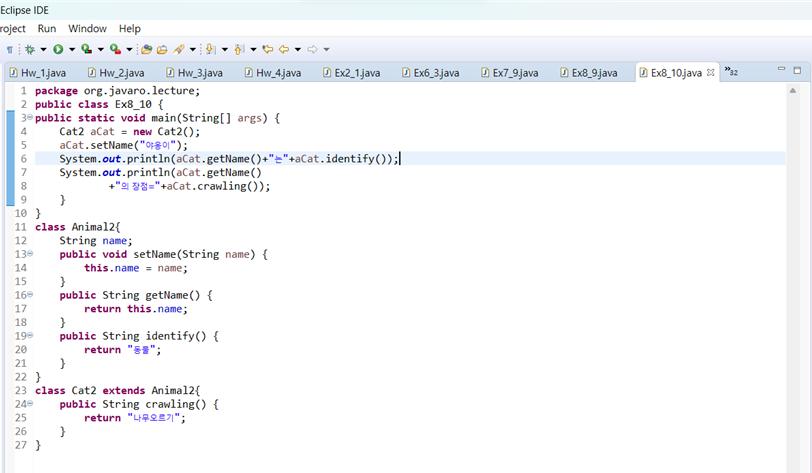 Eclipse IDE
roject Run Window Help
Hw_1.java Hw_2.java Hw_3.java Hw_4.java Ex2_1.java Ex6_3.java Ex7_9.java Ex8_9.java Ex8_10.java »32
1 package org.javaro.lecture;
2 public class Ex8_10 {
3 public static void main(String[] args) {
4 Cat2 aCat = new Cat2();
5 aCat.setName("야옹이");
6 System.out.println(aCat.getName()+"는"+aCat.identify());
7 System.out.println(aCat.getName()
8 +"의 장점="+aCat.crawling());
9 }
10 }
11 class Animal2{
12 String name;
13 public void setName(String name) {
14 this.name = name;
15 }
16 public String getName() {
17 return this.name;
18 }
19 public String identify() {
20 return "동물";
21 }
22 }
23 class Cat2 extends Animal2{
24 public String crawling() {
25 return "나무오르기";
26 }
27 }